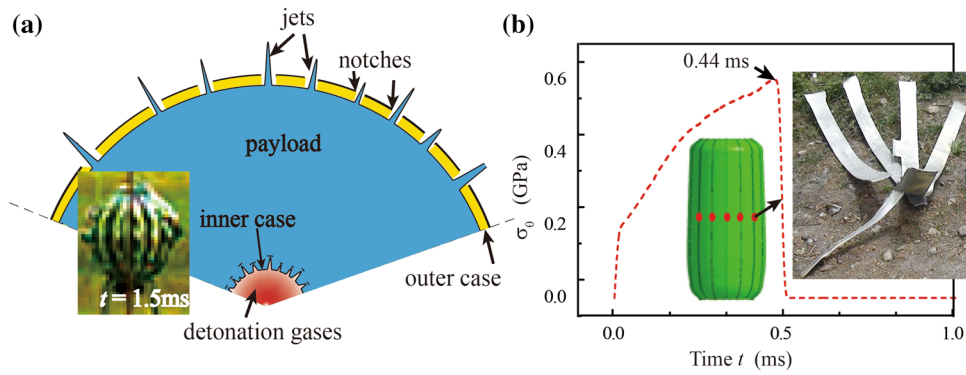 (a)
jets
notches
payload
inner case
t = 1.5ms
outer case
detonation gases
(b)
0.44 ms
0.6
0.4
0.2
0.0
σθ (GPa)
0.0 0.5 1.0
Time t (ms)